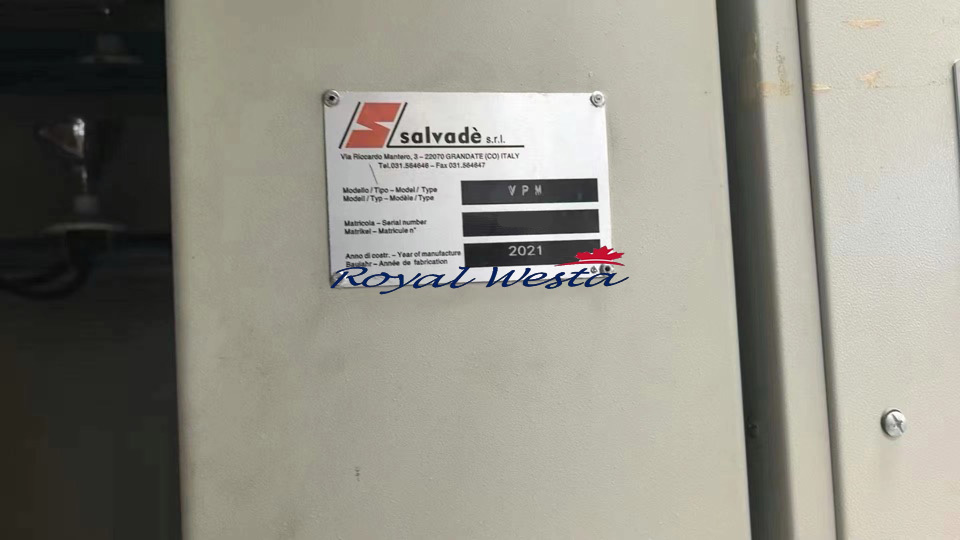 salvadè s.r.l.
Via Riccardo Mantero, 3 – 22070 GRANDATE (CO) ITALY
Tel.031.564646 – Fax 031.564647
Modello / Tipo – Model / Type
Modell / Typ – Modèle / Type
VPM
Matricola – Serial number
Matrikel – Matricule n°
Anno di costr. – Year of manufacture
Baujahr – Année de fabrication
2021
Royal Westa